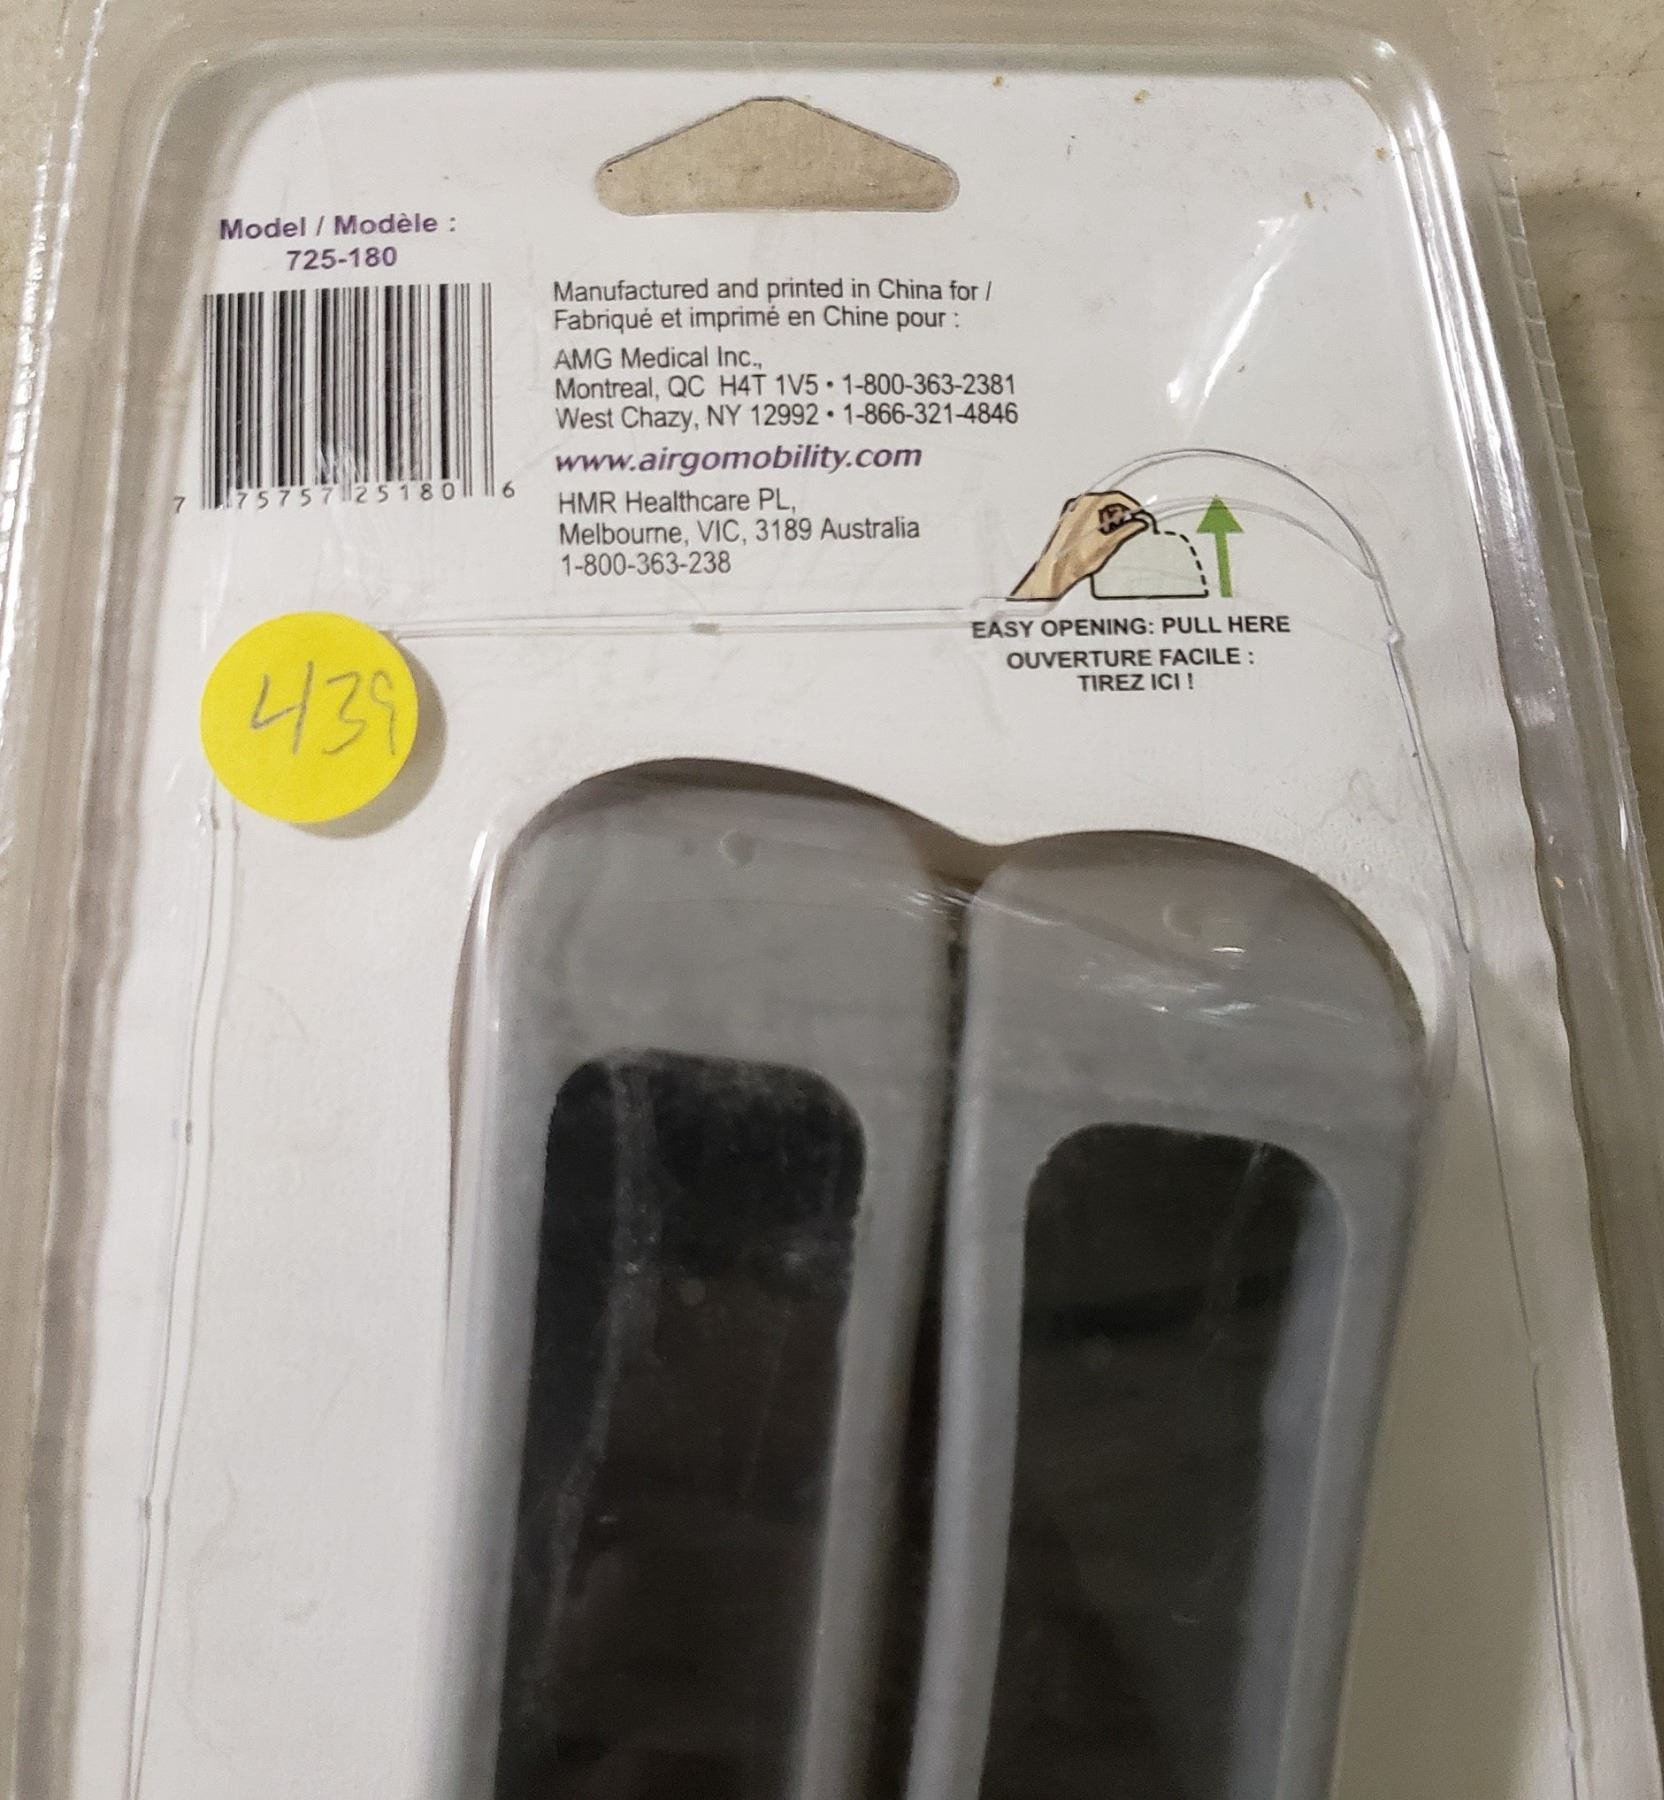 Model / Modèle :
725-180
7 75757 25180 6
Manufactured and printed in China for /
Fabriqué et imprimé en Chine pour :
AMG Medical Inc.,
Montreal, QC H4T 1V5 • 1-800-363-2381
West Chazy, NY 12992 • 1-866-321-4846
www.airgomobility.com
HMR Healthcare PL,
Melbourne, VIC, 3189 Australia
1-800-363-238
EASY OPENING: PULL HERE
OUVERTURE FACILE :
TIREZ ICI !
439